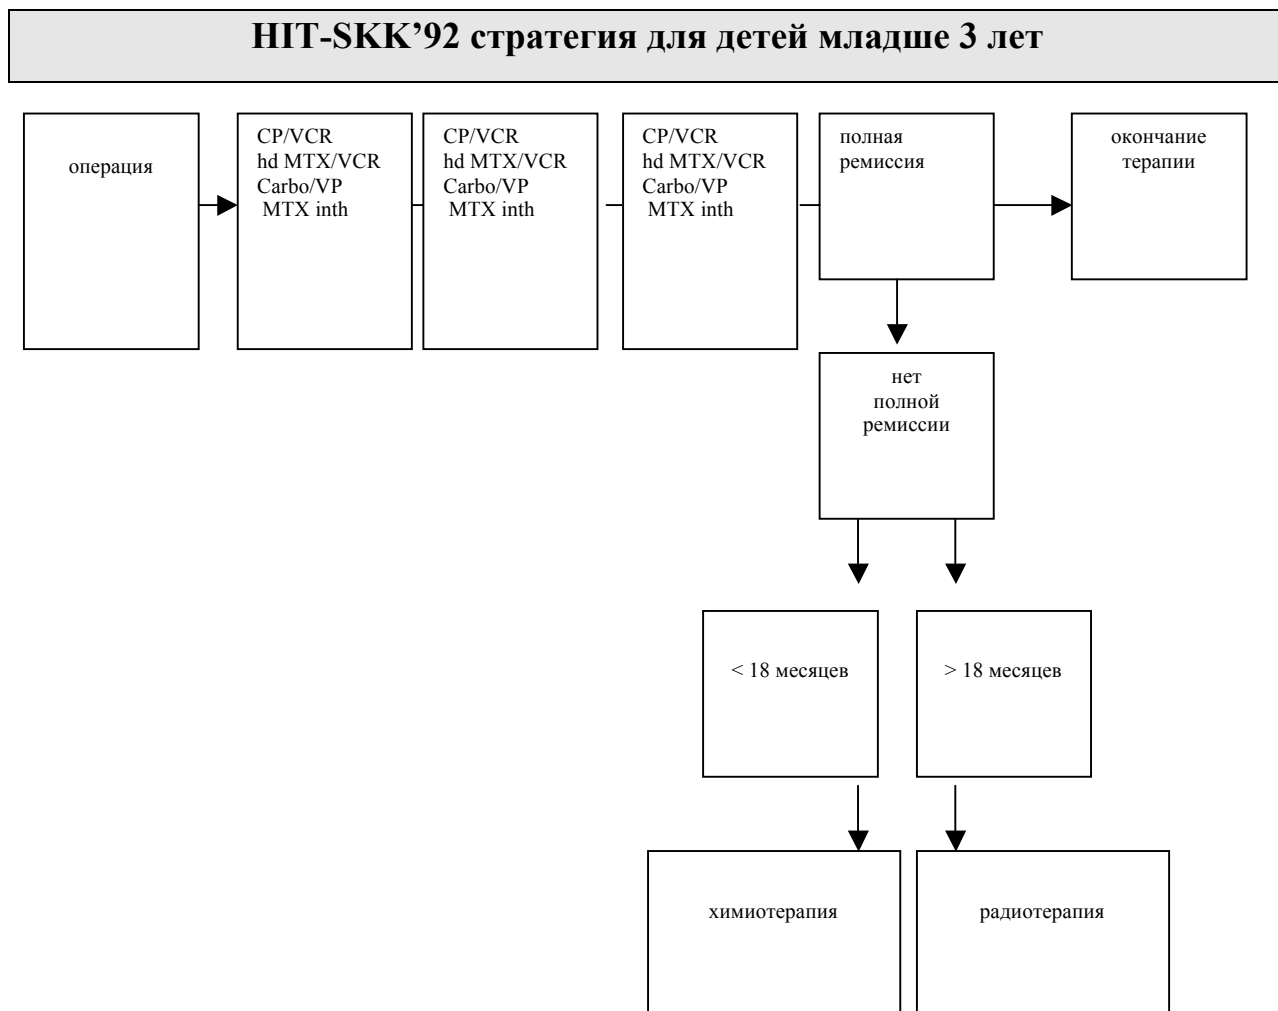 HIT-SKK’92 стратегия для детей младше 3 лет
операция
CP/VCR
hd MTX/VCR
Carbo/VP
MTX inth
CP/VCR
hd MTX/VCR
Carbo/VP
MTX inth
CP/VCR
hd MTX/VCR
Carbo/VP
MTX inth
полная
ремиссия
окончание
терапии
нет
полной
ремиссии
< 18 месяцев
> 18 месяцев
химиотерапия
радиотерапия